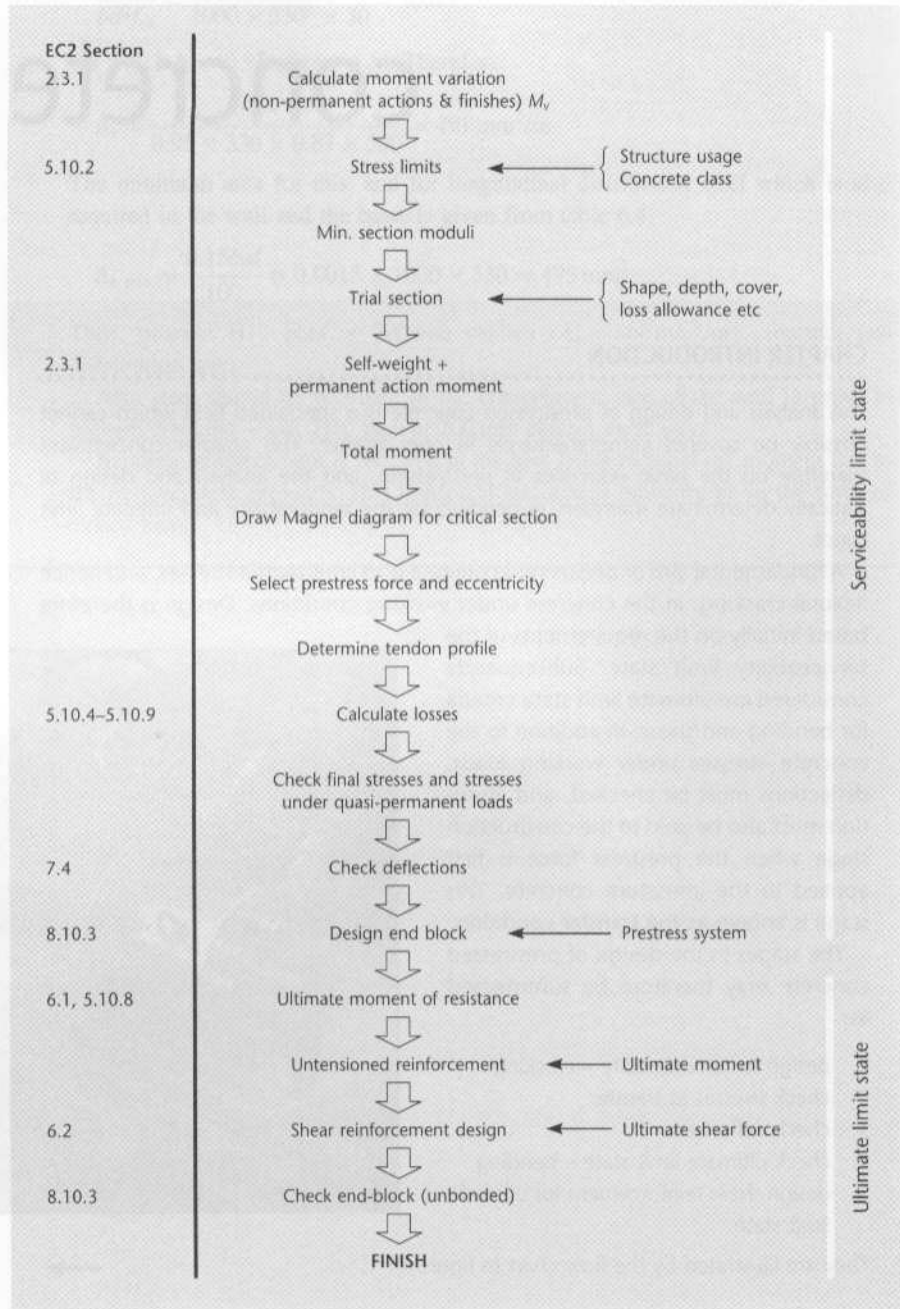 EC2 Section
2.3.1
Calculate moment variation
(non-permanent actions & finishes) Mv
5.10.2
Stress limits
Structure usage
Concrete class
Min. section moduli
Trial section
Shape, depth, cover,
loss allowance etc
2.3.1
Self-weight +
permanent action moment
Total moment
Draw Magnel diagram for critical section
Select prestress force and eccentricity
Determine tendon profile
5.10.4–5.10.9
Calculate losses
Check final stresses and stresses
under quasi-permanent loads
7.4
Check deflections
8.10.3
Design end block
Prestress system
6.1, 5.10.8
Ultimate moment of resistance
Untensioned reinforcement
Ultimate moment
6.2
Shear reinforcement design
Ultimate shear force
8.10.3
Check end-block (unbonded)
FINISH
Serviceability limit state
Ultimate limit state